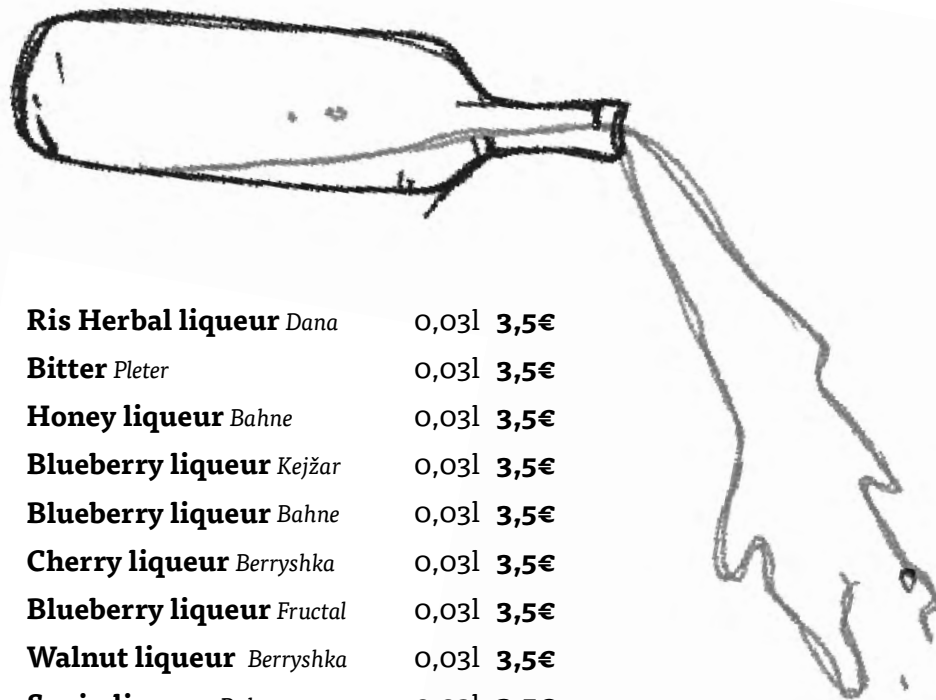 Ris Herbal liqueur Dana 0,03l 3,5€
Bitter Pleter 0,03l 3,5€
Honey liqueur Bahne 0,03l 3,5€
Blueberry liqueur Kejžar 0,03l 3,5€
Blueberry liqueur Bahne 0,03l 3,5€
Cherry liqueur Berryshka 0,03l 3,5€
Blueberry liqueur Fructal 0,03l 3,5€
Walnut liqueur Berryshka 0,03l 3,5€